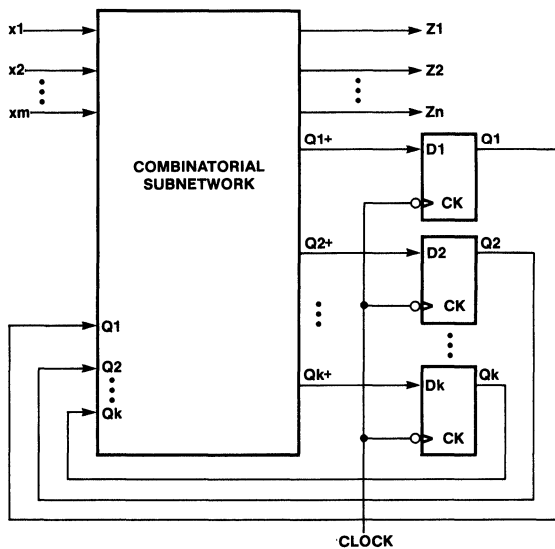 x1
Z1
x2
Z2
xm
Zn
Q1+
D1
Q1
COMBINATORIAL
SUBNETWORK
CK
Q2+
D2
Q2
CK
Q1
Q2
Qk+
Dk
Qk
Qk
CK
CLOCK